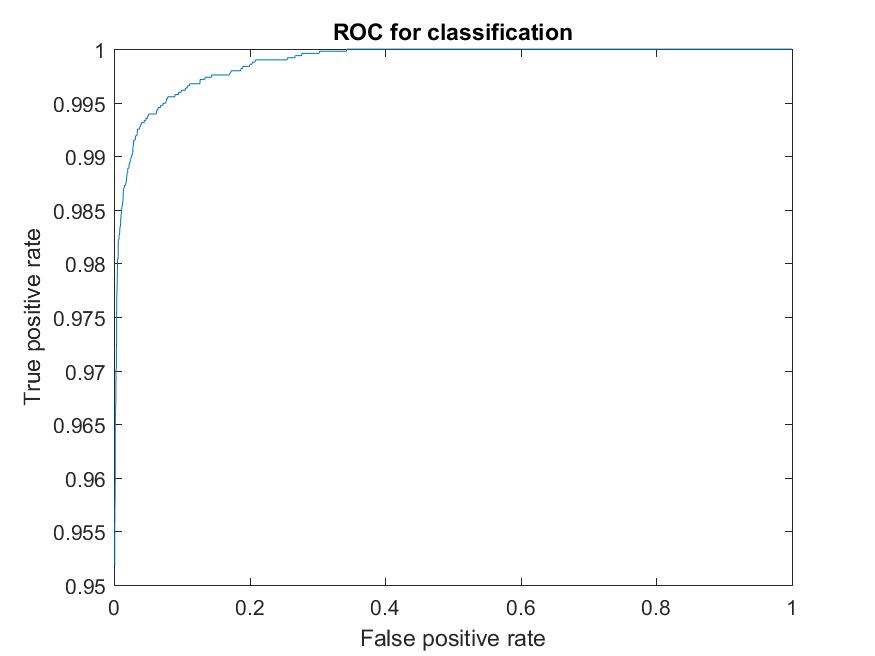 ROC for classification
1
0.995
0.99
0.985
0.98
0.975
0.97
0.965
0.96
0.955
0.95
True positive rate
0 0.2 0.4 0.6 0.8 1
False positive rate